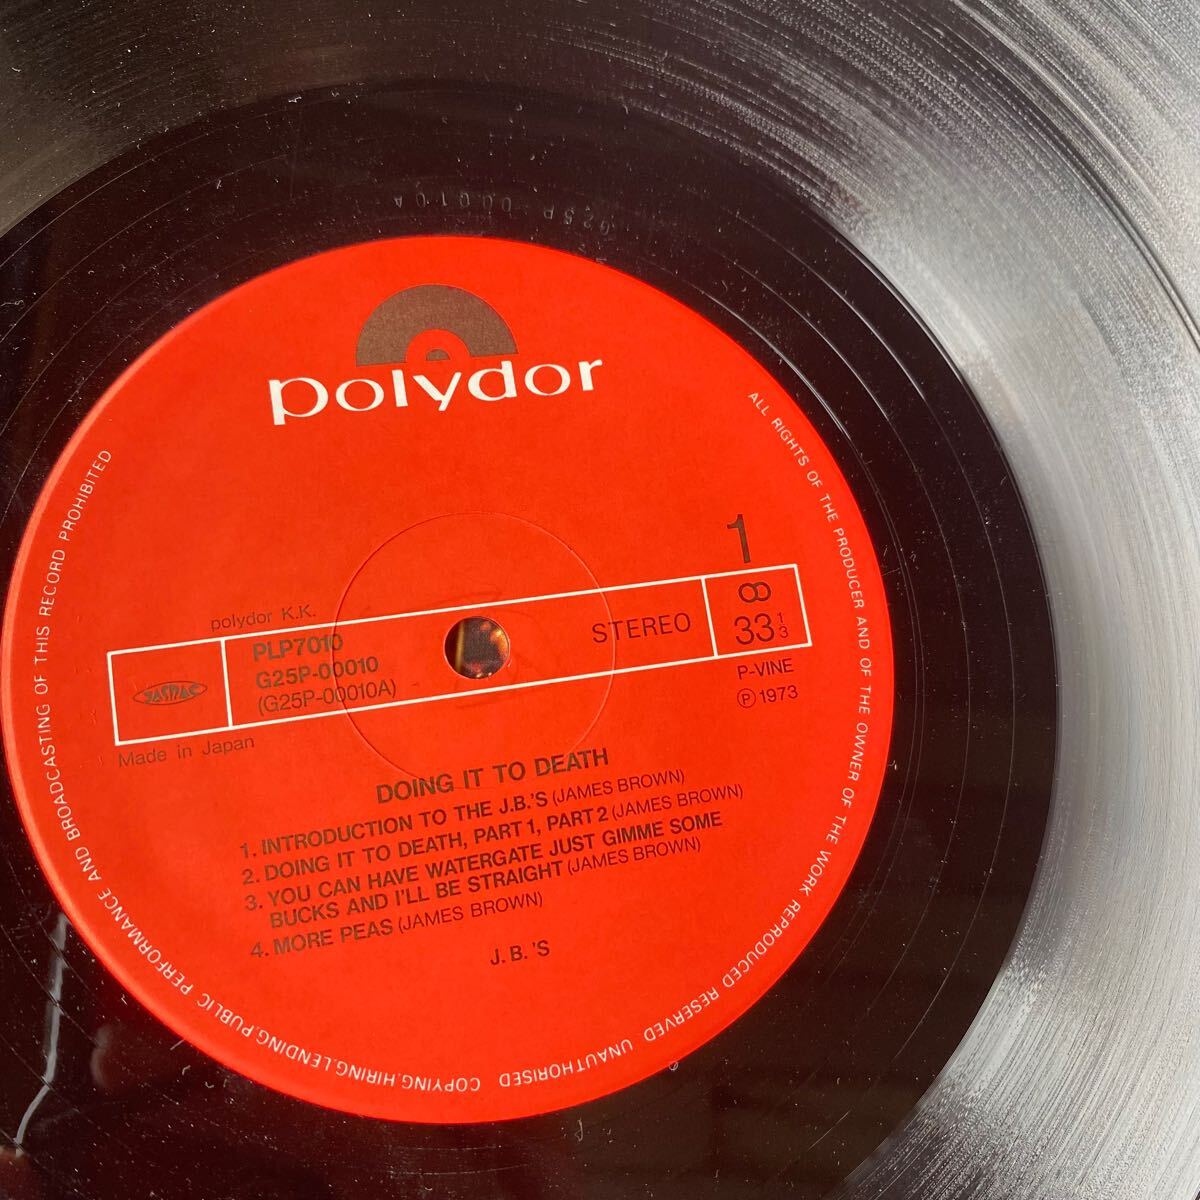 G25P 00010 A
polydor
ALL RIGHTS OF THE PRODUCER AND OF THE OWNER OF THE WORK REPRODUCED RESERVED UNAUTHORISED COPYING.HIRING.LENDING.PUBLIC PERFORMANCE AND BROADCASTING OF THIS RECORD PROHIBITED
1
polydor K.K.
JASRAC
PLP7010
G25P-00010
(G25P-00010A)
STEREO
33 1/3
P-VINE
Ⓟ 1973
Made in Japan
DOING IT TO DEATH
1. INTRODUCTION TO THE J.B.'S (JAMES BROWN)
2. DOING IT TO DEATH, PART 1, PART 2 (JAMES BROWN)
3. YOU CAN HAVE WATERGATE JUST GIMME SOME
BUCKS AND I'LL BE STRAIGHT (JAMES BROWN)
4. MORE PEAS (JAMES BROWN)
J. B. 'S